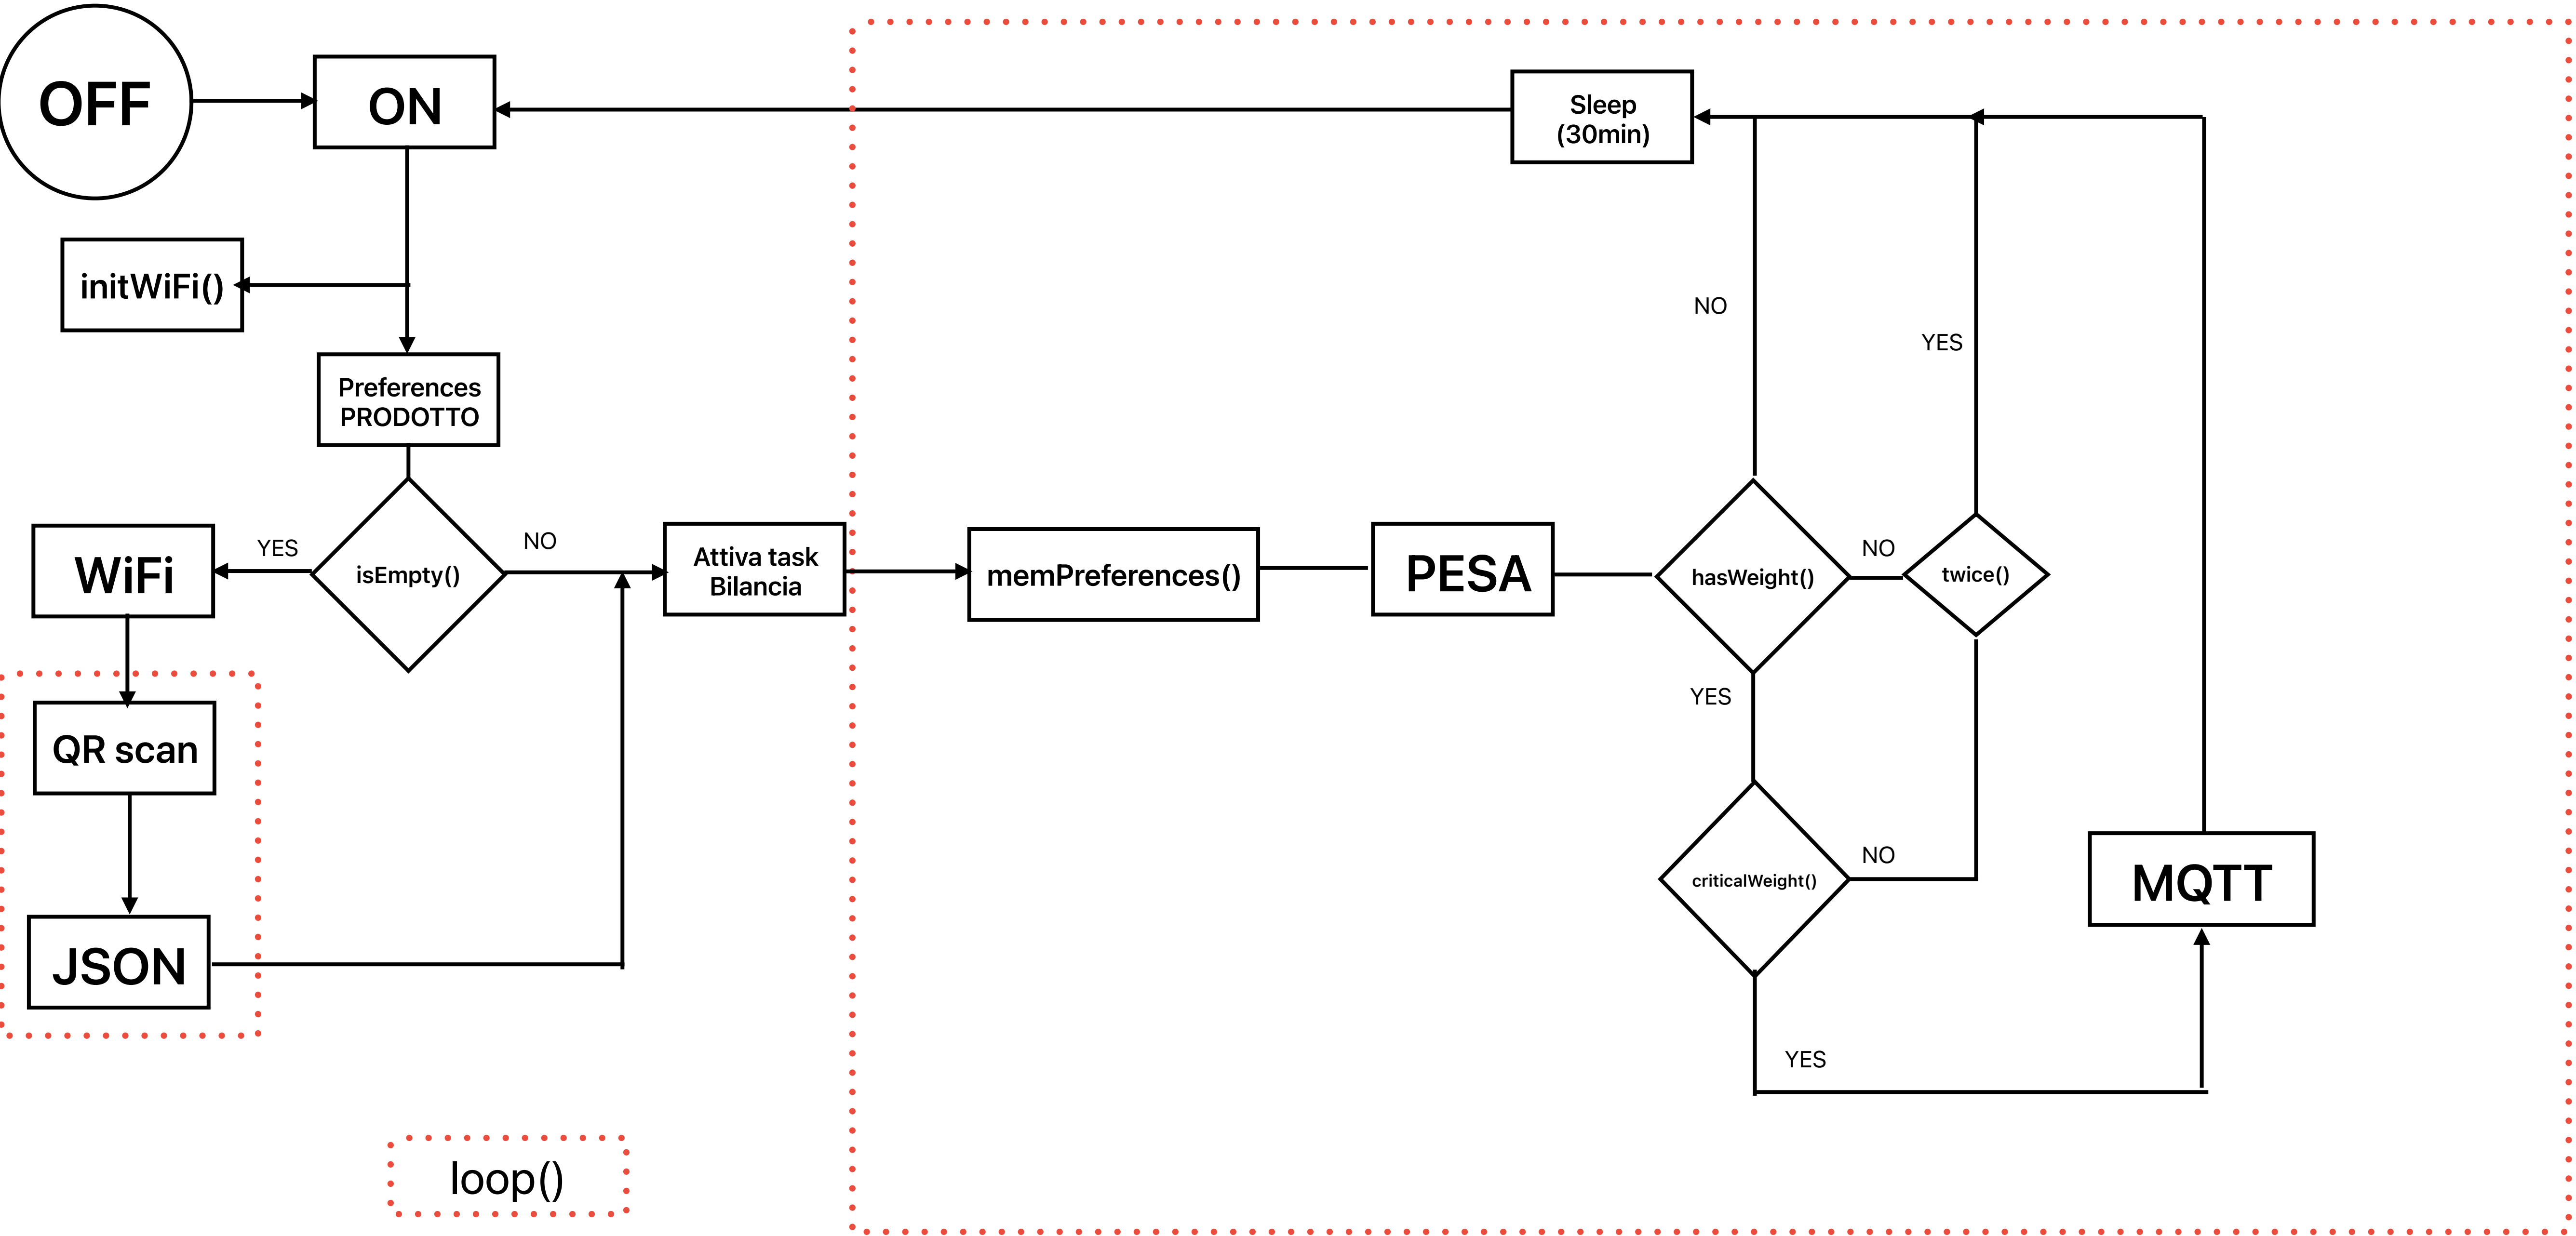 OFF
ON
Sleep
(30min)
initWiFi()
NO
YES
Preferences
PRODOTTO
WiFi
YES
isEmpty()
NO
Attiva task
Bilancia
memPreferences()
PESA
hasWeight()
NO
twice()
YES
QR scan
criticalWeight()
NO
MQTT
JSON
YES
loop()